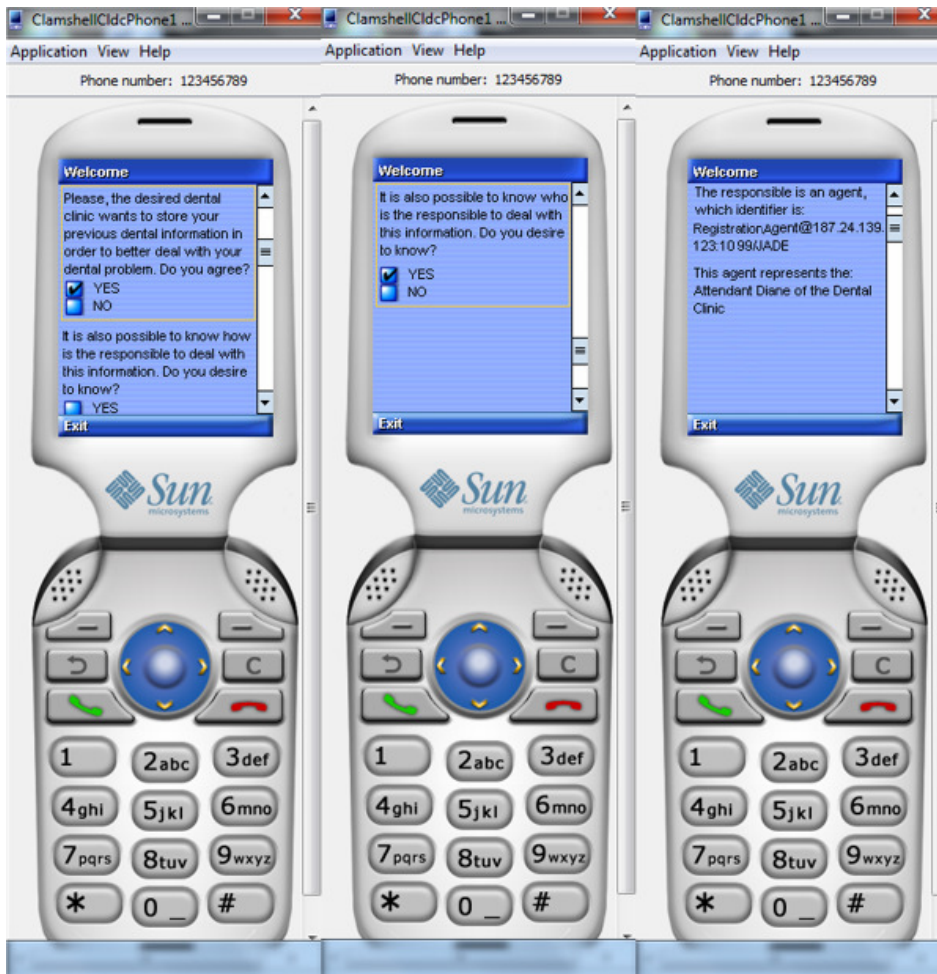 ClamshellCldcPhone1 ...
Application View Help
Phone number: 123456789
Welcome
Please, the desired dental
clinic wants to store your
previous dental information in
order to better deal with your
dental problem. Do you agree?
YES
NO
It is also possible to know how
is the responsible to deal with
this information. Do you desire
to know?
YES
Exit
Sun
microsystems
C
1
2abc
3def
4ghi
5jkl
6mno
7pqrs
8tuv
9wxyz
*
0 _
#
ClamshellCldcPhone1 ...
Application View Help
Phone number: 123456789
Welcome
It is also possible to know who
is the responsible to deal with
this information. Do you desire
to know?
YES
NO
Exit
Sun
microsystems
C
1
2abc
3def
4ghi
5jkl
6mno
7pqrs
8tuv
9wxyz
*
0 _
#
ClamshellCldcPhone1 ...
Application View Help
Phone number: 123456789
Welcome
The responsible is an agent,
which identifier is:
RegistrationAgent@187.24.139.
123:1099/JADE
This agent represents the:
Attendant Diane of the Dental
Clinic
Exit
Sun
microsystems
C
1
2abc
3def
4ghi
5jkl
6mno
7pqrs
8tuv
9wxyz
*
0 _
#